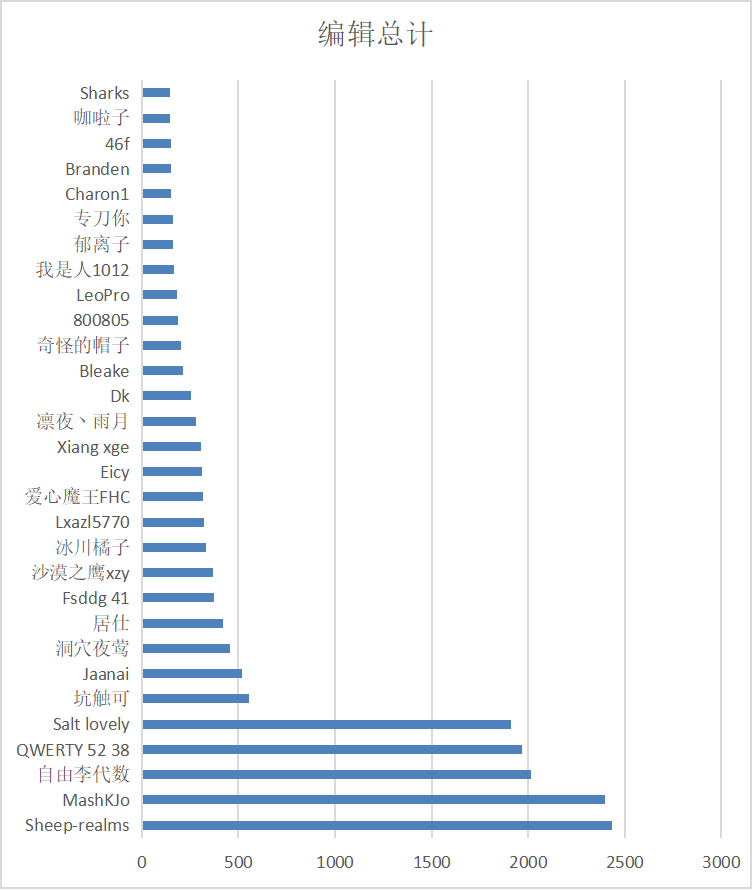 编辑总计
Sharks
咖啦子
46f
Branden
Charon1
专刀你
郁离子
我是人1012
LeoPro
800805
奇怪的帽子
Bleake
Dk
凛夜丶雨月
Xiang xge
Eicy
爱心魔王FHC
Lxazl5770
冰川橘子
沙漠之鹰xzy
Fsddg 41
居仕
洞穴夜莺
Jaanai
坑触可
Salt lovely
QWERTY 52 38
自由李代数
MashKJo
Sheep-realms
0 500 1000 1500 2000 2500 3000